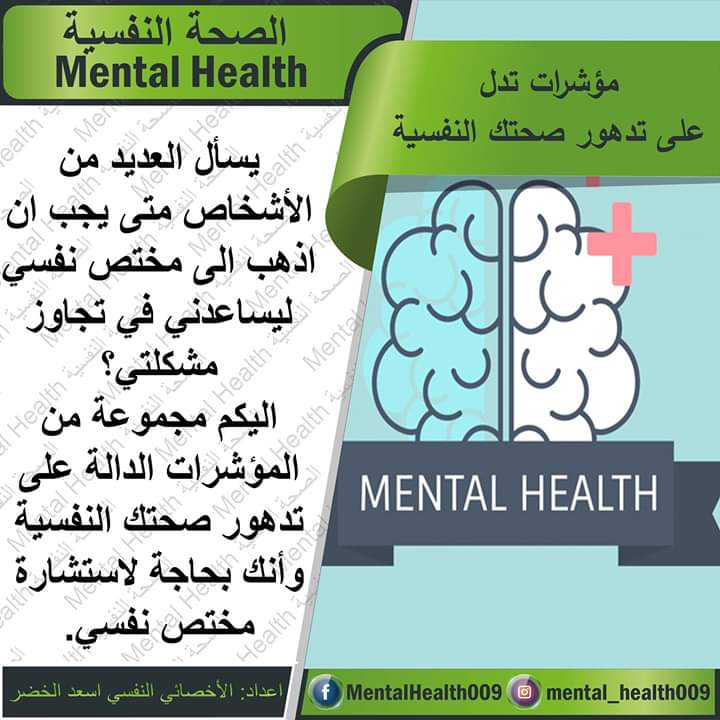 الصحة النفسية
Mental Health
مؤشرات تدل
على تدهور صحتك النفسية
يسأل العديد من
الأشخاص متى يجب ان
اذهب الى مختص نفسي
ليساعدني في تجاوز
مشكلتي؟
اليكم مجموعة من
المؤشرات الدالة على
تدهور صحتك النفسية
وأنك بحاجة لاستشارة
مختص نفسي.
MENTAL HEALTH
اعداد: الأخصائي النفسي اسعد الخضر
MentalHealth009
mental_health009